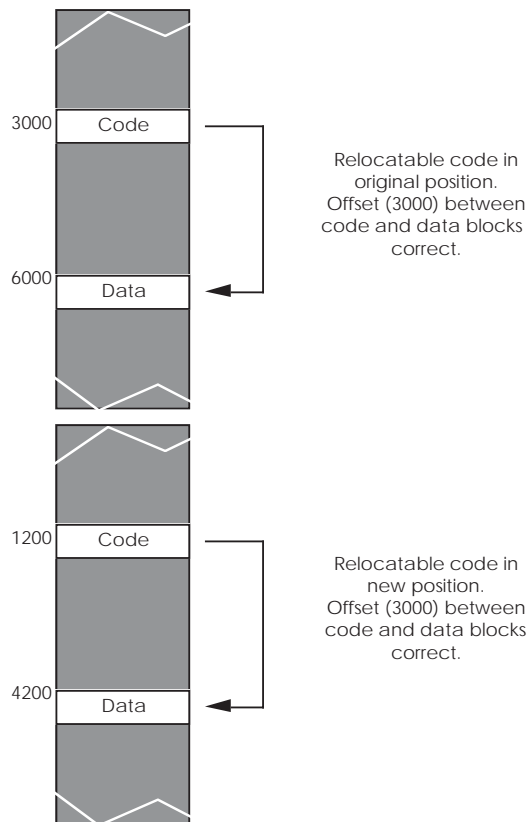 3000
Code
Relocatable code in
original position.
Offset (3000) between
code and data blocks
correct.
6000
Data
1200
Code
Relocatable code in
new position.
Offset (3000) between
code and data blocks
correct.
4200
Data